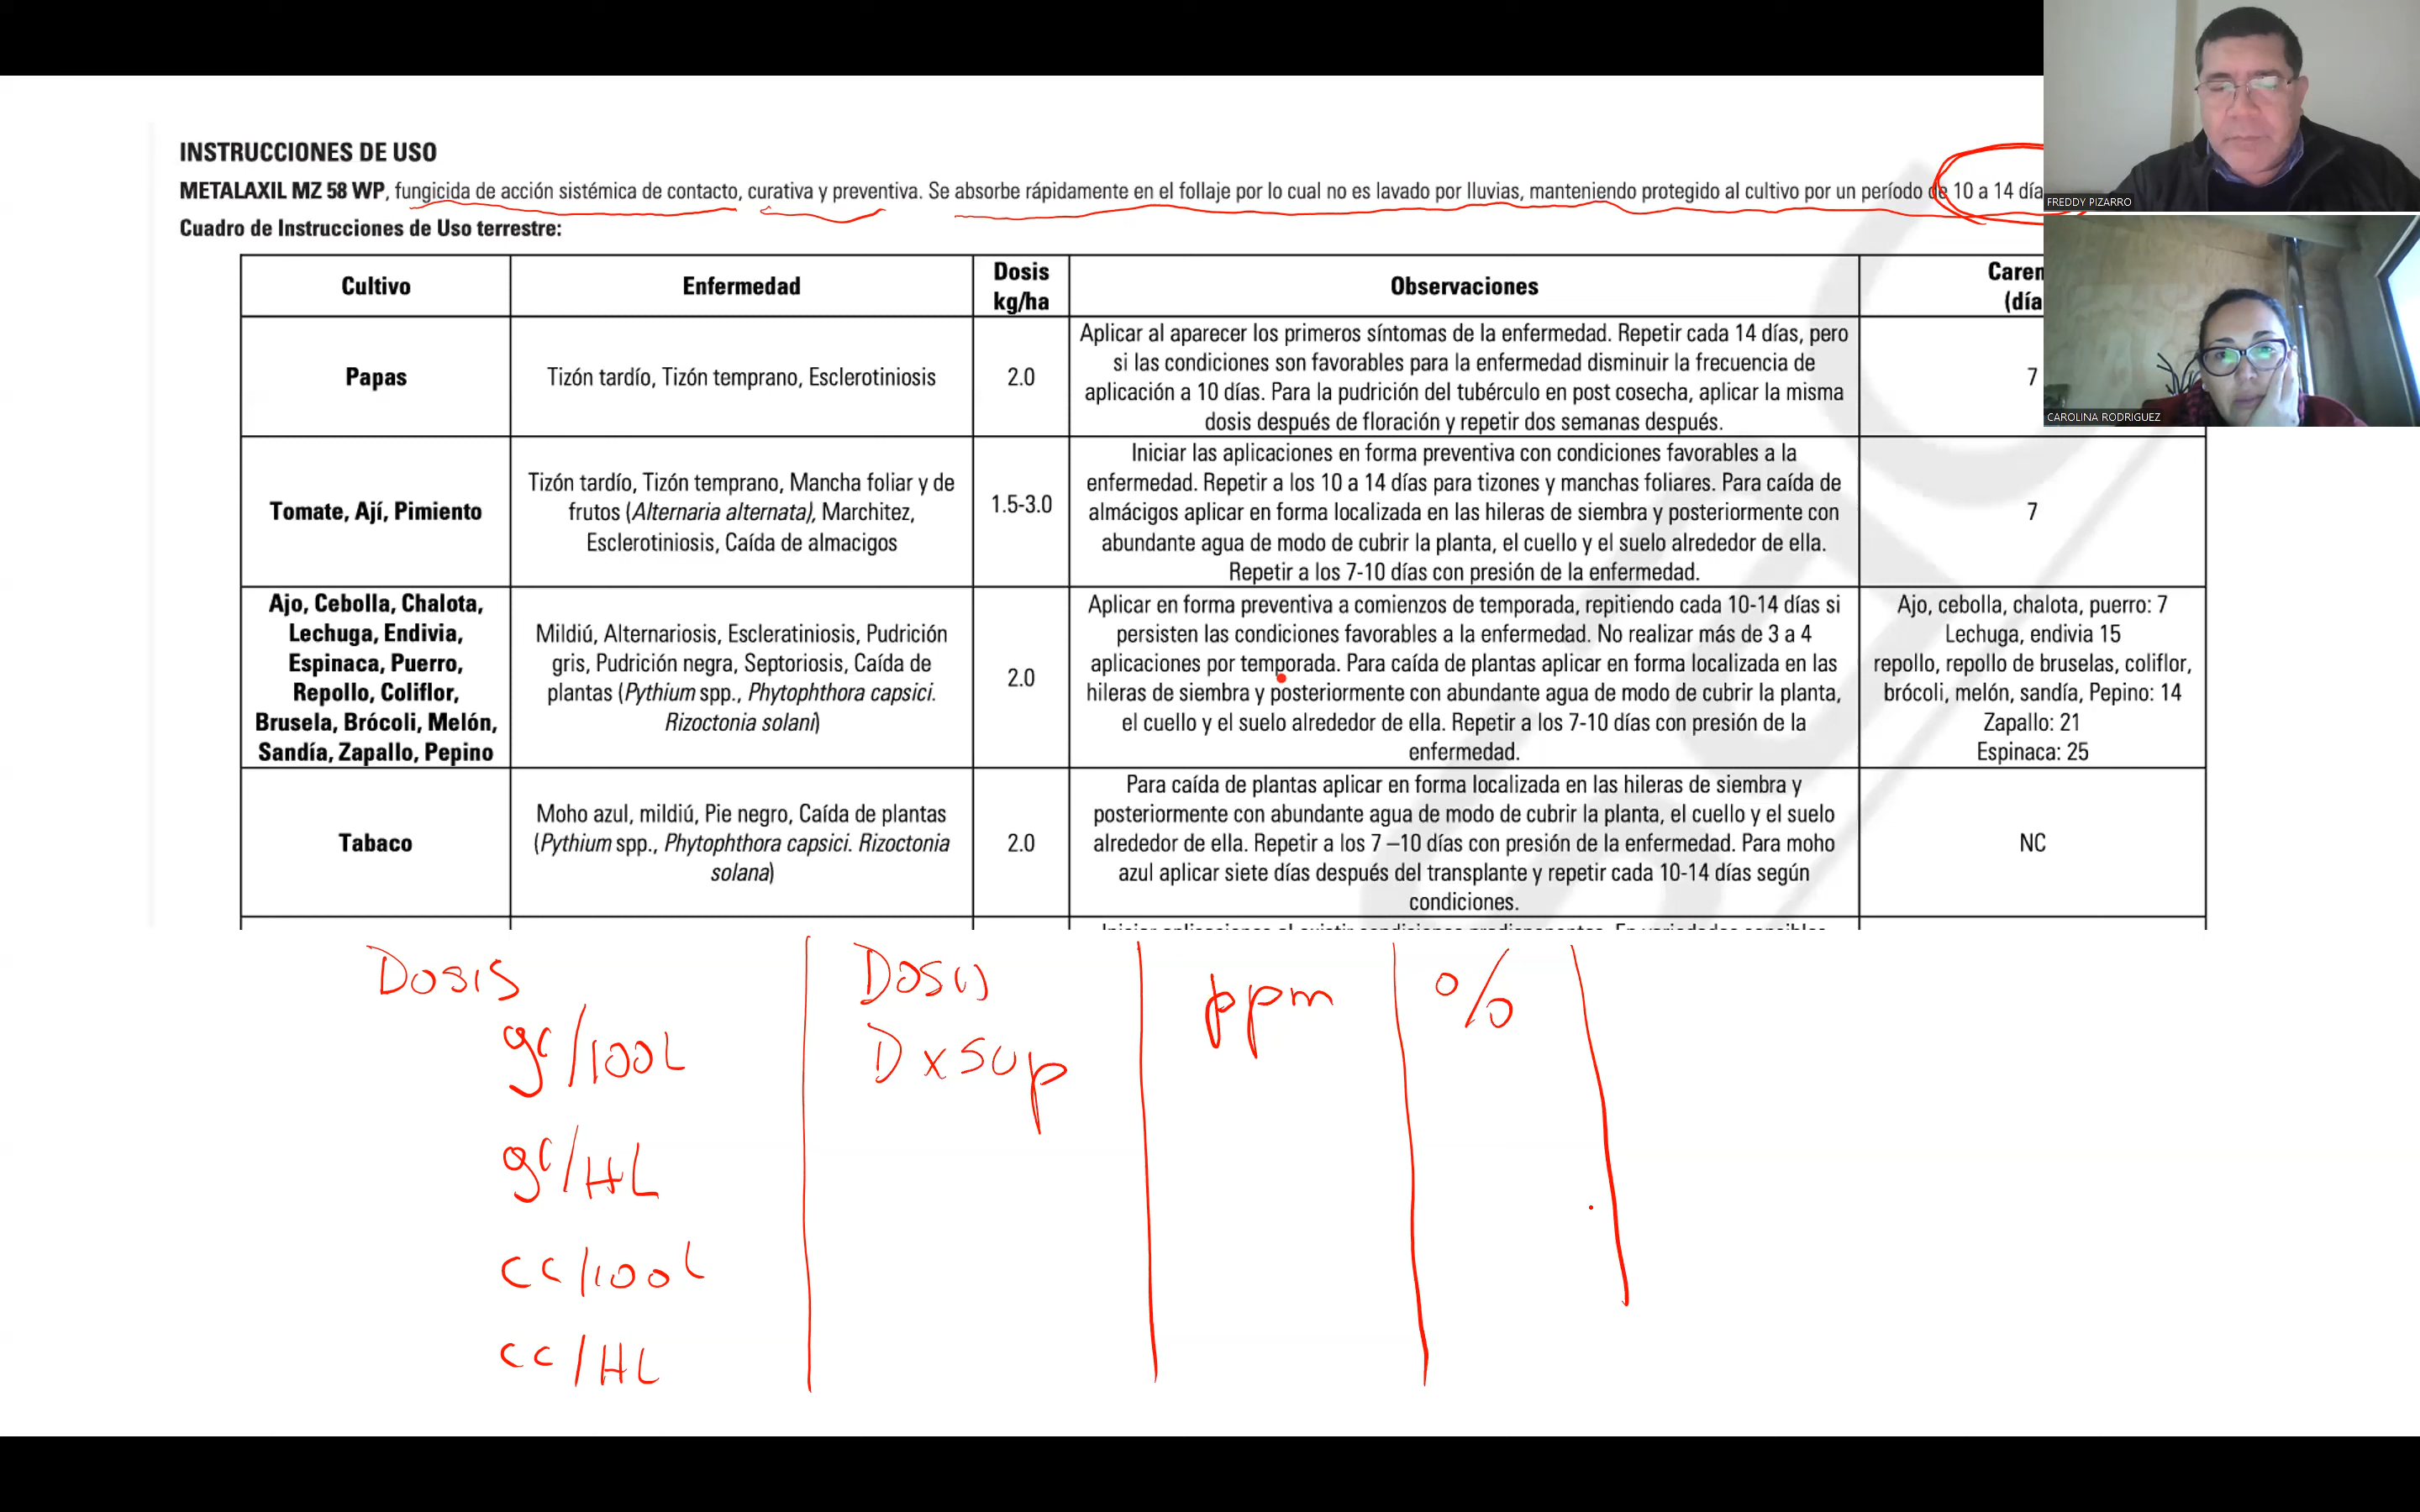 INSTRUCCIONES DE USO
METALAXIL MZ 58 WP, fungicida de acción sistémica de contacto, curativa y preventiva. Se absorbe rápidamente en el follaje por lo cual no es lavado por lluvias, manteniendo protegido al cultivo por un período de 10 a 14 día
FREDDY PIZARRO
Cuadro de Instrucciones de Uso terrestre:
CAROLINA RODRIGUEZ
Cultivo
Enfermedad
Dosis
kg/ha
Observaciones
Caren
(día
Papas
Tizón tardío, Tizón temprano, Esclerotiniosis
2.0
Aplicar al aparecer los primeros síntomas de la enfermedad. Repetir cada 14 días, pero
si las condiciones son favorables para la enfermedad disminuir la frecuencia de
aplicación a 10 días. Para la pudrición del tubérculo en post cosecha, aplicar la misma
dosis después de floración y repetir dos semanas después.
7
Tomate, Ají, Pimiento
Tizón tardío, Tizón temprano, Mancha foliar y de
frutos (Alternaria alternata), Marchitez,
Esclerotiniosis, Caída de almacigos
1.5-3.0
Iniciar las aplicaciones en forma preventiva con condiciones favorables a la
enfermedad. Repetir a los 10 a 14 días para tizones y manchas foliares. Para caída de
almácigos aplicar en forma localizada en las hileras de siembra y posteriormente con
abundante agua de modo de cubrir la planta, el cuello y el suelo alrededor de ella.
Repetir a los 7-10 días con presión de la enfermedad.
7
Ajo, Cebolla, Chalota,
Lechuga, Endivia,
Espinaca, Puerro,
Repollo, Coliflor,
Brusela, Brócoli, Melón,
Sandía, Zapallo, Pepino
Mildiú, Alternariosis, Escleratiniosis, Pudrición
gris, Pudrición negra, Septoriosis, Caída de
plantas (Pythium spp., Phytophthora capsici.
Rizoctonia solani)
2.0
Aplicar en forma preventiva a comienzos de temporada, repitiendo cada 10-14 días si
persisten las condiciones favorables a la enfermedad. No realizar más de 3 a 4
aplicaciones por temporada. Para caída de plantas aplicar en forma localizada en las
hileras de siembra y posteriormente con abundante agua de modo de cubrir la planta,
el cuello y el suelo alrededor de ella. Repetir a los 7-10 días con presión de la
enfermedad.
Ajo, cebolla, chalota, puerro: 7
Lechuga, endivia 15
repollo, repollo de bruselas, coliflor,
brócoli, melón, sandía, Pepino: 14
Zapallo: 21
Espinaca: 25
Tabaco
Moho azul, mildiú, Pie negro, Caída de plantas
(Pythium spp., Phytophthora capsici. Rizoctonia
solana)
2.0
Para caída de plantas aplicar en forma localizada en las hileras de siembra y
posteriormente con abundante agua de modo de cubrir la planta, el cuello y el suelo
alrededor de ella. Repetir a los 7 –10 días con presión de la enfermedad. Para moho
azul aplicar siete días después del transplante y repetir cada 10-14 días según
condiciones.
NC
Dosis
gr/100L
gr/HL
cc/100L
cc/HL
Dosis
D x SUP
ppm
%